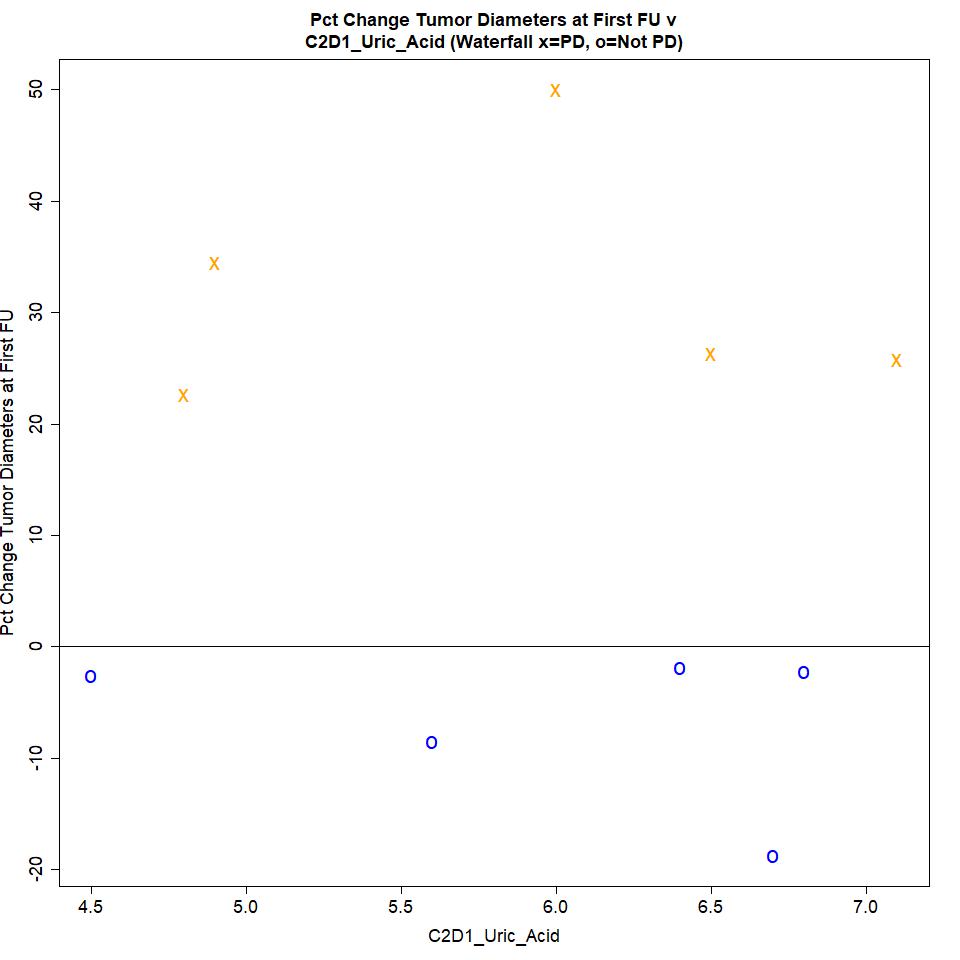 Pct Change Tumor Diameters at First FU v
C2D1_Uric_Acid (Waterfall x=PD, o=Not PD)
Pct Change Tumor Diameters at First FU
50
40
30
20
10
0
-10
-20
X
X
X
X
X
O
O
O
O
O
4.5
5.0
5.5
6.0
6.5
7.0
C2D1_Uric_Acid